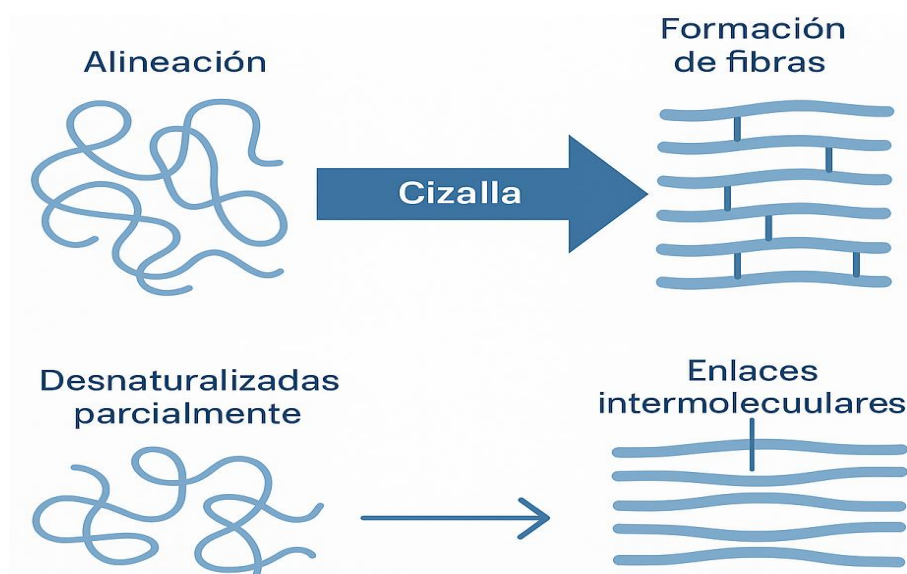 Alineación
Formación
de fibras
Cizalla
Desnaturalizadas
parcialmente
Enlaces
intermolecuulares